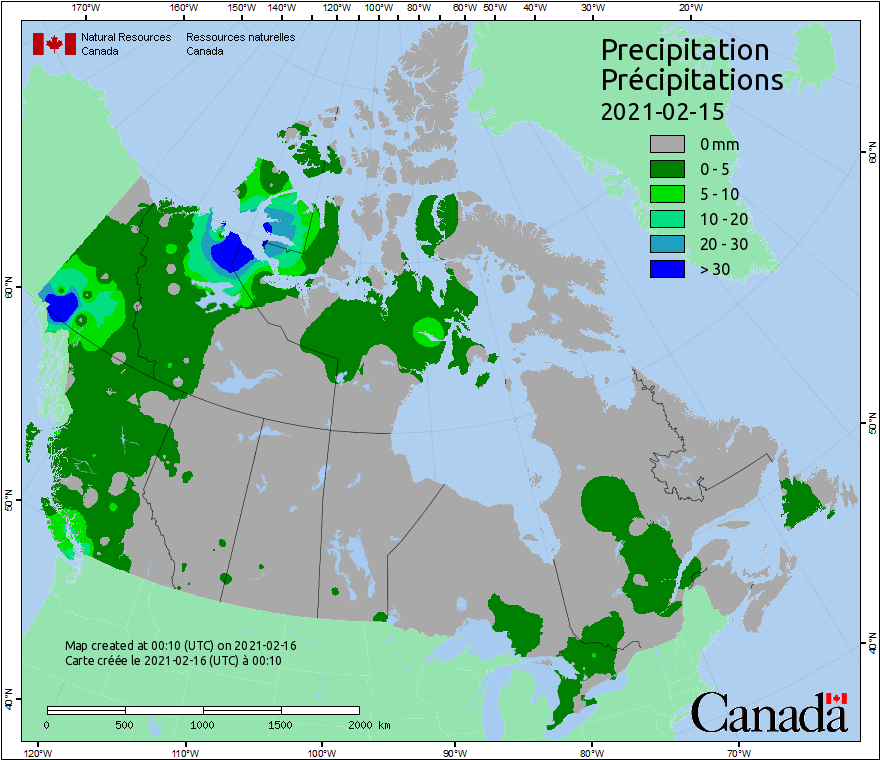 170°W 160°W 150°W 140°W 130°W 120°W 110°W 100°W 90°W 80°W 70°W 60°W 50°W 40°W 30°W 20°W
Natural Resources Canada
Ressources naturelles Canada
Precipitation
Précipitations
2021-02-15
0 mm
0 - 5
5 - 10
10 - 20
20 - 30
> 30
60°N
60°N
50°N
50°N
40°N
40°N
Map created at 00:10 (UTC) on 2021-02-16
Carte créée le 2021-02-16 (UTC) à 00:10
0 500 1000 1500 2000 km
Canada
120°W 110°W 100°W 90°W 80°W 70°W